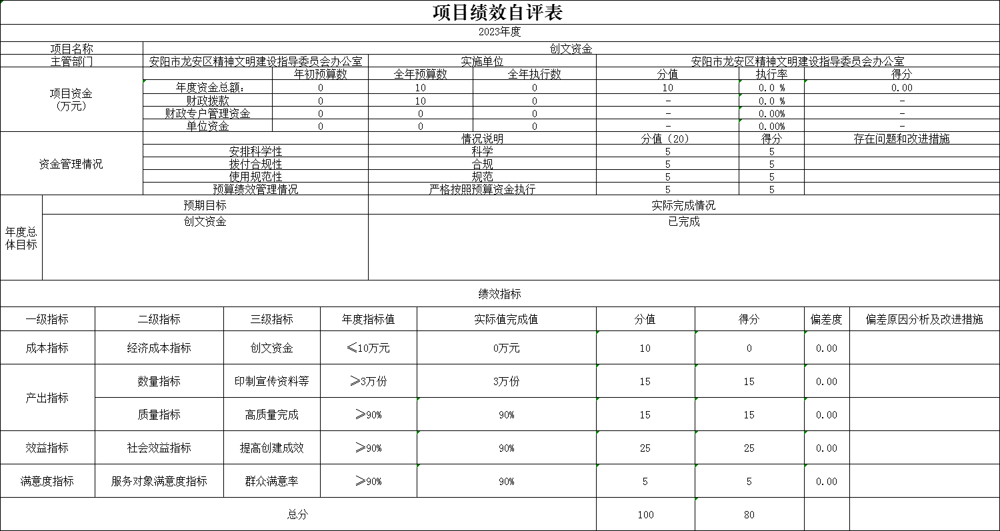 项目绩效自评表
2023年度
项目名称 创文资金
主管部门 安阳市龙安区精神文明建设指导委员会办公室 实施单位 安阳市龙安区精神文明建设指导委员会办公室
项目资金
(万元)
年初预算数 全年预算数 全年执行数 分值 执行率 得分
年度资金总额： 0 10 0 10 0.0 % 0.00
财政拨款 0 10 0 - 0.0 % -
财政专户管理资金 0 0 0 - 0.00% -
单位资金 0 0 0 - 0.00% -
资金管理情况
情况说明 分值（20） 得分 存在问题和改进措施
安排科学性 科学 5 5
拨付合规性 合规 5 5
使用规范性 规范 5 5
预算绩效管理情况 严格按照预算资金执行 5 5
年度总
体目标
预期目标 实际完成情况
创文资金 已完成
绩效指标
一级指标 二级指标 三级指标 年度指标值 实际值完成值 分值 得分 偏差度 偏差原因分析及改进措施
成本指标 经济成本指标 创文资金 ≤10万元 0万元 10 0 0.00
产出指标 数量指标 印制宣传资料等 ≥3万份 3万份 15 15 0.00
质量指标 高质量完成 ≥90% 90% 15 15 0.00
效益指标 社会效益指标 提高创建成效 ≥90% 90% 25 25 0.00
满意度指标 服务对象满意度指标 群众满意率 ≥90% 90% 5 5 0.00
总分 100 80